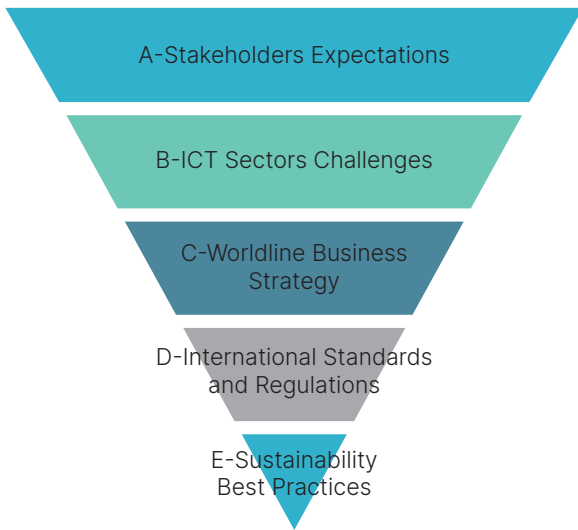 A-Stakeholders Expectations
B-ICT Sectors Challenges
C-Worldline Business
Strategy
D-International Standards
and Regulations
E-Sustainability
Best Practices